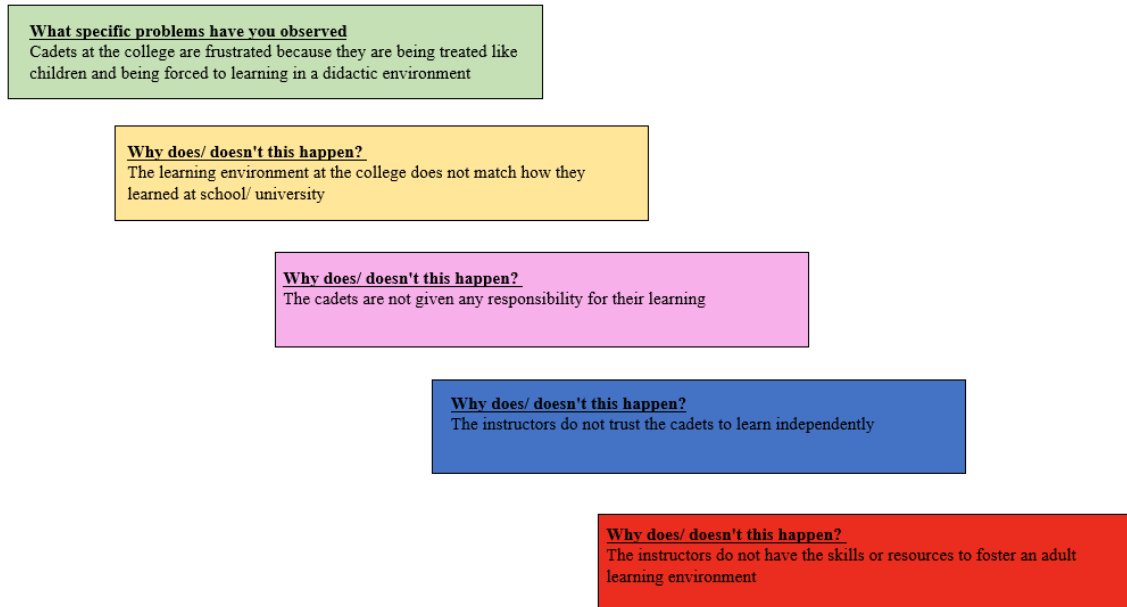 What specific problems have you observed
Cadets at the college are frustrated because they are being treated like
children and being forced to learning in a didactic environment
Why does/ doesn't this happen?
The learning environment at the college does not match how they
learned at school/ university
Why does/ doesn't this happen?
The cadets are not given any responsibility for their learning
Why does/ doesn't this happen?
The instructors do not trust the cadets to learn independently
Why does/ doesn't this happen?
The instructors do not have the skills or resources to foster an adult
learning environment